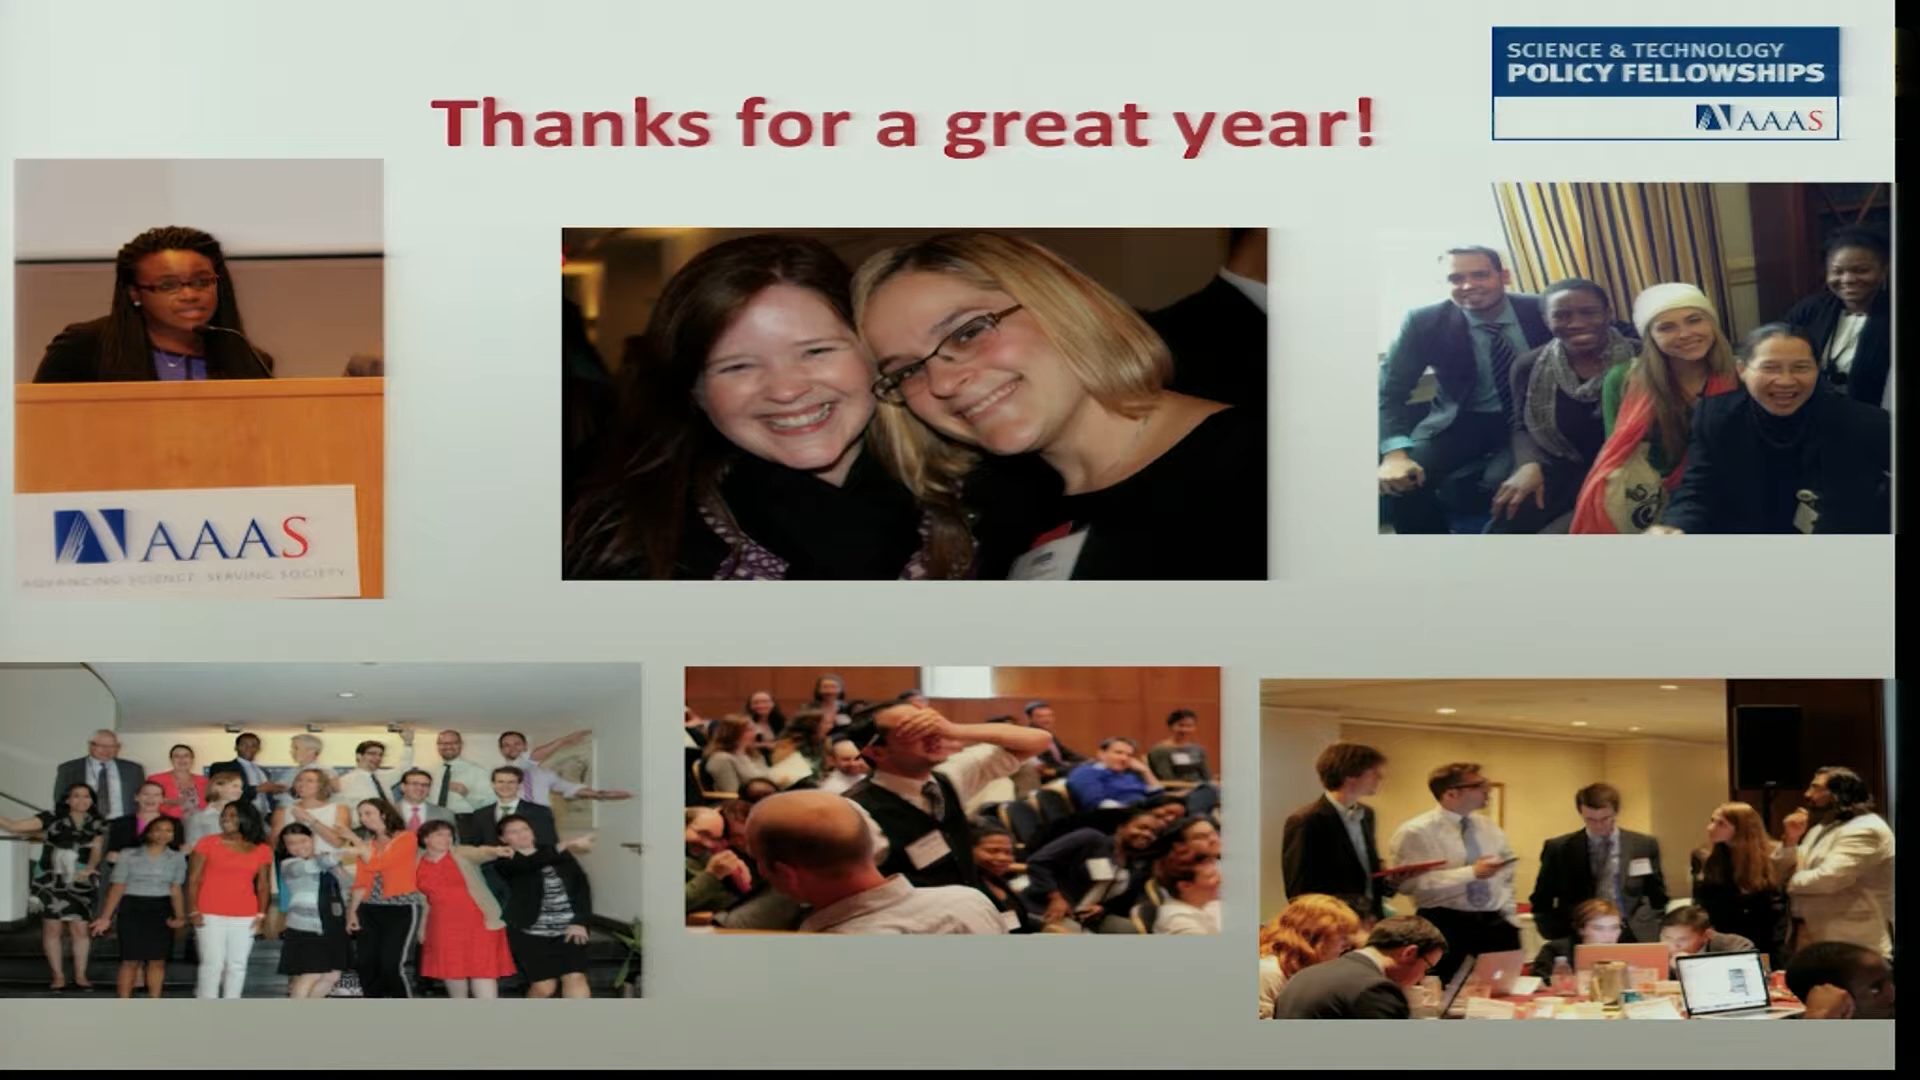 SCIENCE & TECHNOLOGY
POLICY FELLOWSHIPS
AAAS
Thanks for a great year!
AAAS
ADVANCING SCIENCE. SERVING SOCIETY